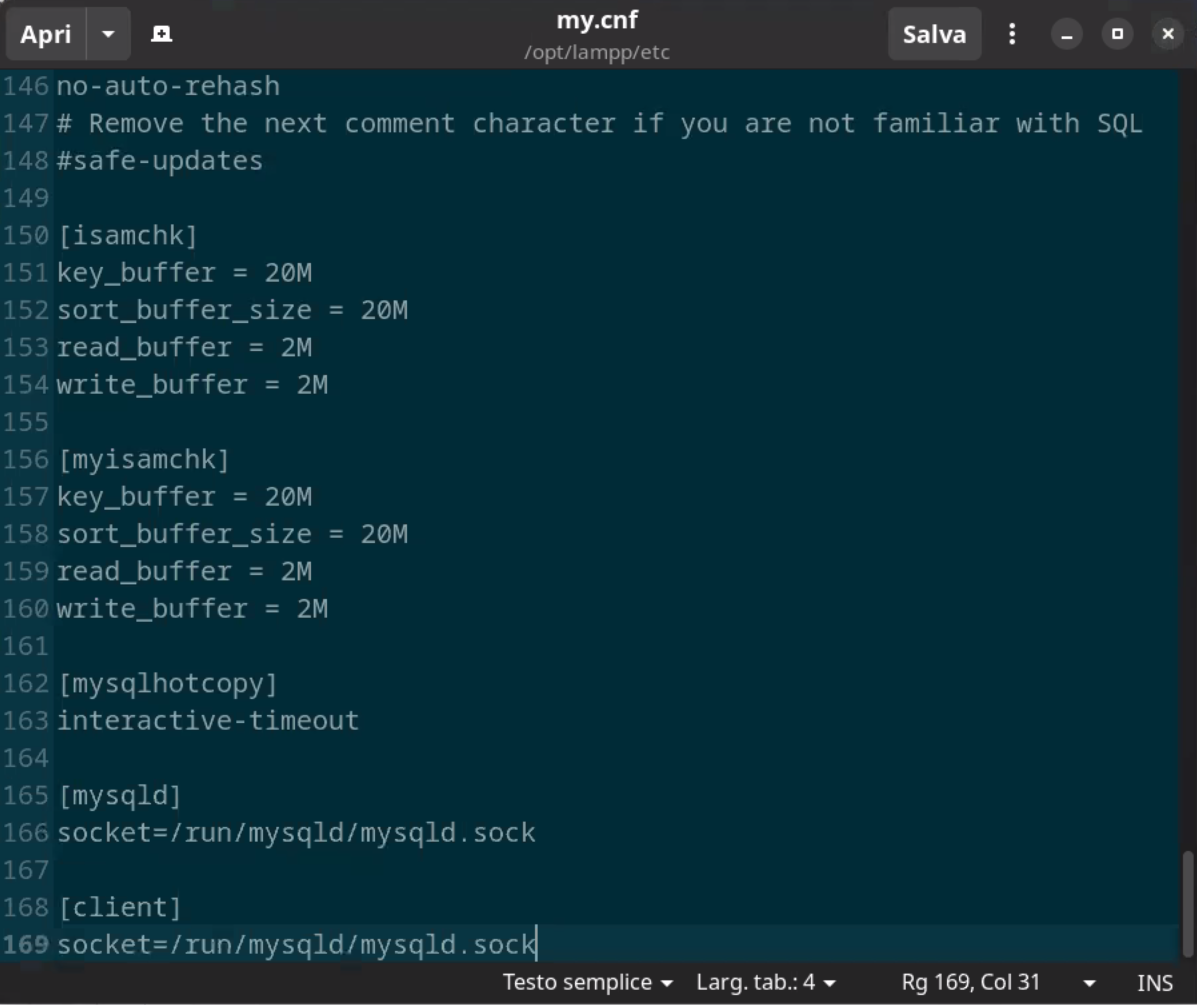 Apri
my.cnf
/opt/lampp/etc
Salva
146 no-auto-rehash
147 # Remove the next comment character if you are not familiar with SQL
148 #safe-updates
149
150 [isamchk]
151 key_buffer = 20M
152 sort_buffer_size = 20M
153 read_buffer = 2M
154 write_buffer = 2M
155
156 [myisamchk]
157 key_buffer = 20M
158 sort_buffer_size = 20M
159 read_buffer = 2M
160 write_buffer = 2M
161
162 [mysqlhotcopy]
163 interactive-timeout
164
165 [mysqld]
166 socket=/run/mysqld/mysqld.sock
167
168 [client]
169 socket=/run/mysqld/mysqld.sock
Testo semplice Larg. tab.: 4 Rg 169, Col 31 INS